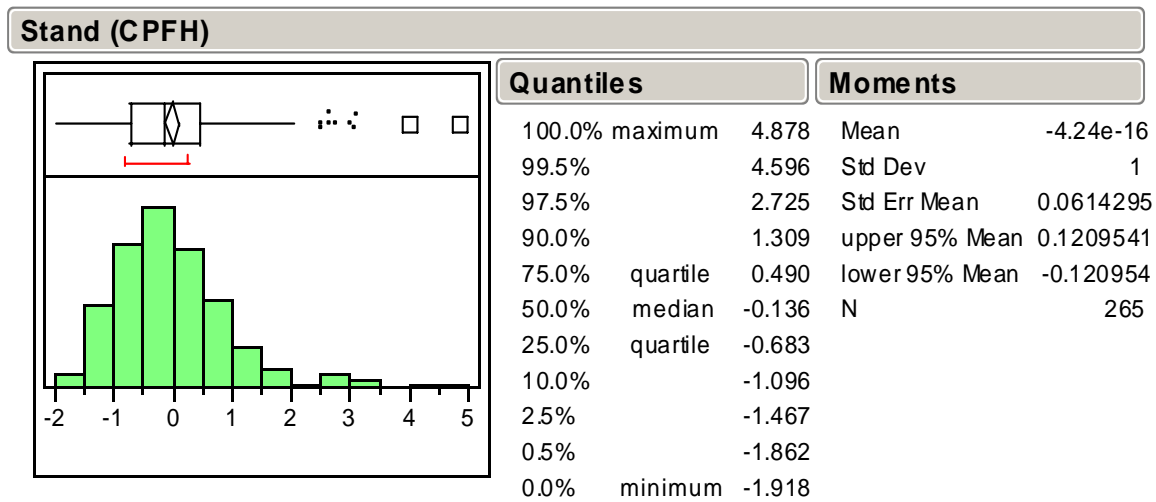 Stand (CPFH)
-2 -1 0 1 2 3 4 5
Quantiles
100.0% maximum 4.878
99.5% 4.596
97.5% 2.725
90.0% 1.309
75.0% quartile 0.490
50.0% median -0.136
25.0% quartile -0.683
10.0% -1.096
2.5% -1.467
0.5% -1.862
0.0% minimum -1.918
Moments
Mean -4.24e-16
Std Dev 1
Std Err Mean 0.0614295
upper 95% Mean 0.1209541
lower 95% Mean -0.120954
N 265